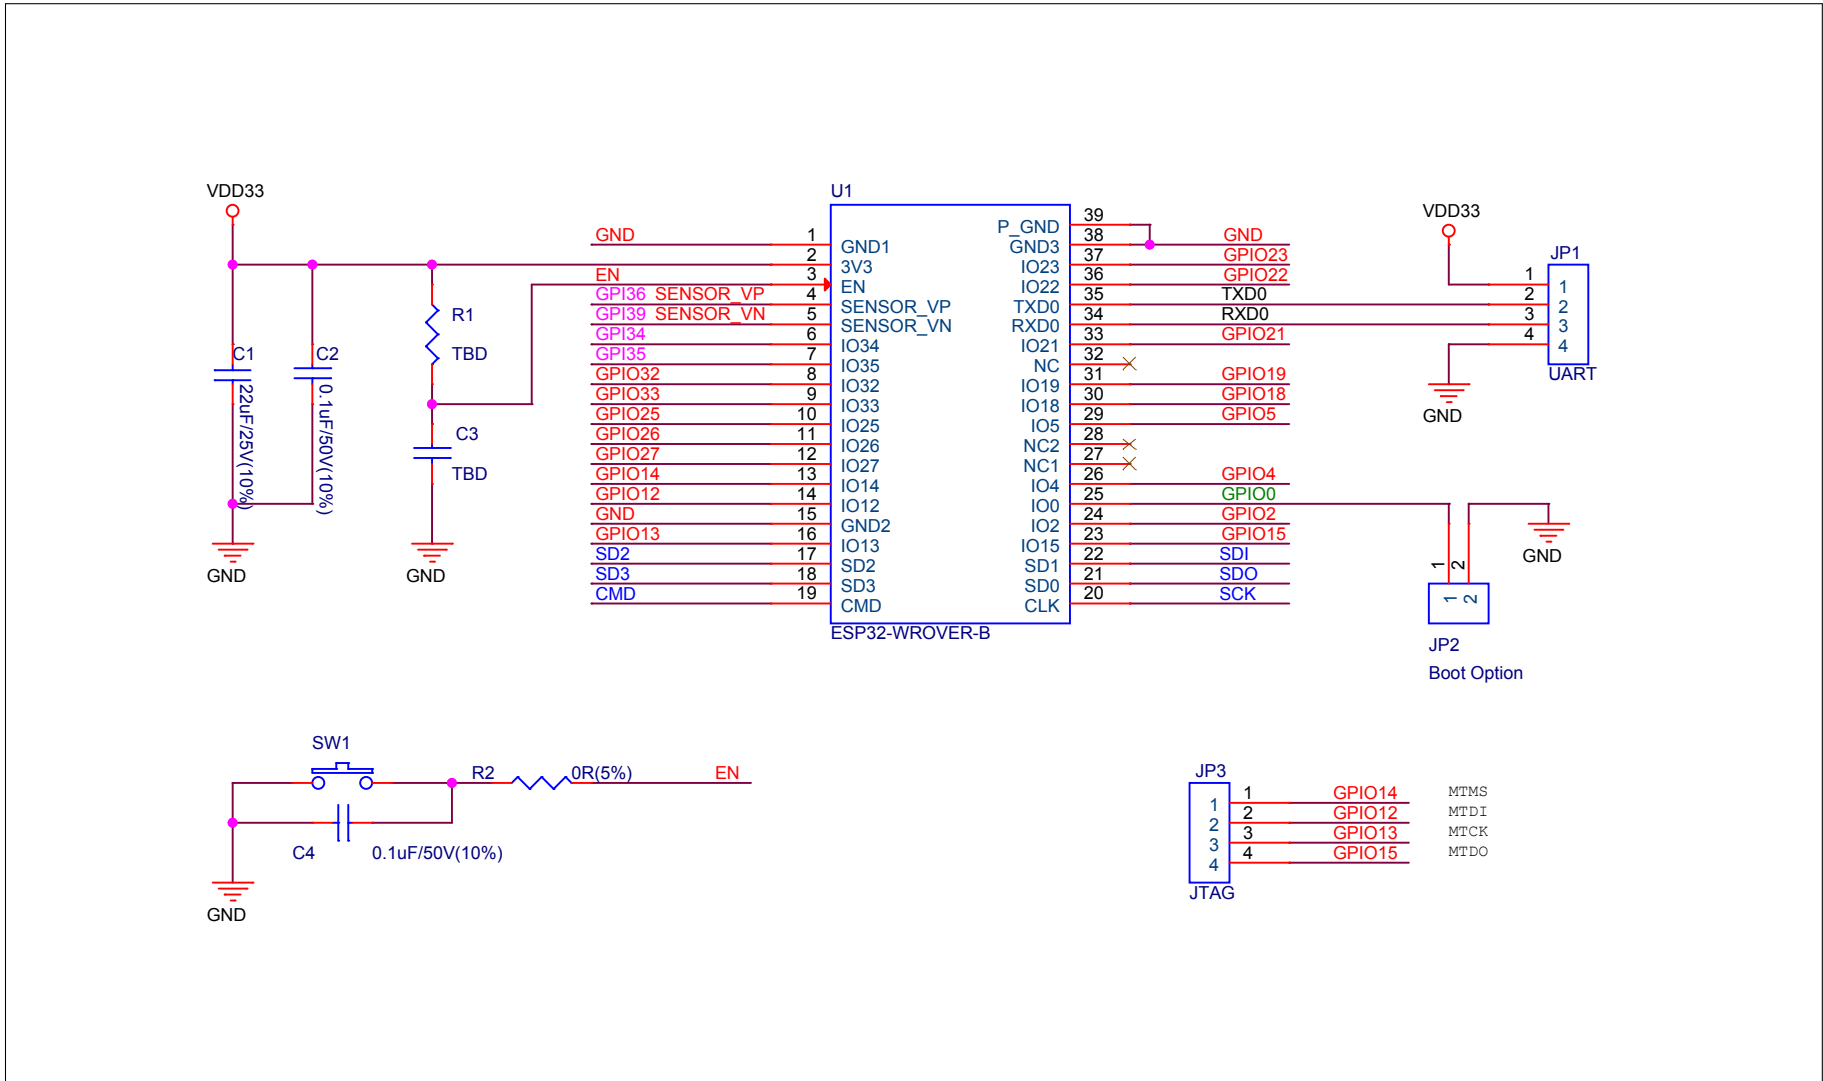 VDD33
C1
22uF/25V(10%)
C2
0.1uF/50V(10%)
GND
R1
TBD
C3
TBD
GND
U1
GND 1 GND1
2 3V3
EN 3 EN
GPI36 SENSOR_VP 4 SENSOR_VP
GPI39 SENSOR_VN 5 SENSOR_VN
GPI34 6 IO34
GPI35 7 IO35
GPIO32 8 IO32
GPIO33 9 IO33
GPIO25 10 IO25
GPIO26 11 IO26
GPIO27 12 IO27
GPIO14 13 IO14
GPIO12 14 IO12
GND 15 GND2
GPIO13 16 IO13
SD2 17 SD2
SD3 18 SD3
CMD 19 CMD
P_GND 39
GND3 38 GND
IO23 37 GPIO23
IO22 36 GPIO22
TXD0 35 TXD0
RXD0 34 RXD0
IO21 33 GPIO21
NC 32
IO19 31 GPIO19
IO18 30 GPIO18
IO5 29 GPIO5
NC2 28
NC1 27
IO4 26 GPIO4
IO0 25 GPIO0
IO2 24 GPIO2
IO15 23 GPIO15
SD1 22 SDI
SD0 21 SDO
CLK 20 SCK
ESP32-WROVER-B
VDD33
JP1
1 1
2 2
3 3
4 4
UART
GND
GND
1 2
1 2
JP2
Boot Option
SW1
R2 0R(5%) EN
C4 0.1uF/50V(10%)
GND
JP3
1 1 GPIO14 MTMS
2 2 GPIO12 MTDI
3 3 GPIO13 MTCK
4 4 GPIO15 MTDO
JTAG